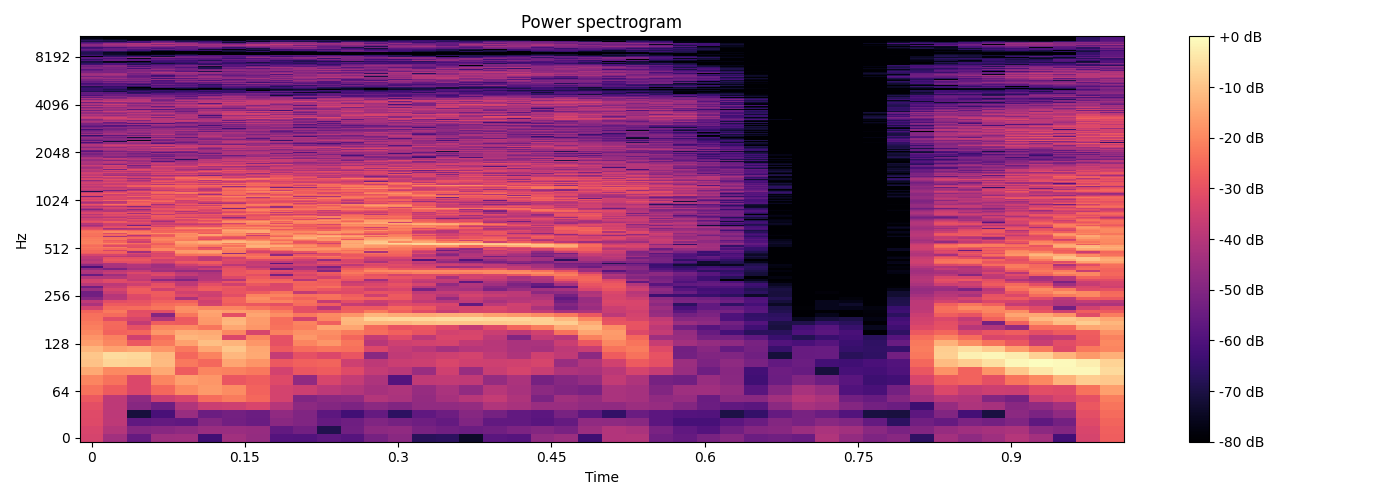 Power spectrogram
Hz
8192
4096
2048
1024
512
256
128
64
0
0 0.15 0.3 0.45 0.6 0.75 0.9
Time
+0 dB
-10 dB
-20 dB
-30 dB
-40 dB
-50 dB
-60 dB
-70 dB
-80 dB